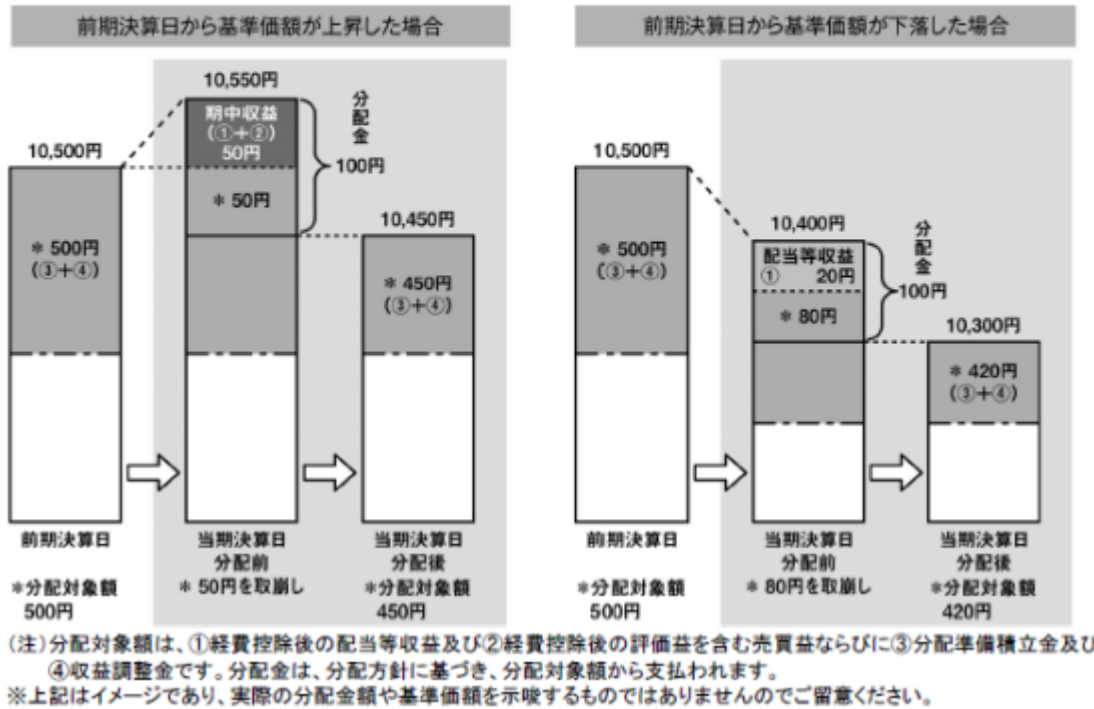 前期決算日から基準価額が上昇した場合
10,550円
期中収益
(①+②)
50円
分配金
100円
10,500円
＊50円
10,450円
＊500円
(③+④)
＊450円
(③+④)
前期決算日
当期決算日
分配前
当期決算日
分配後
＊分配対象額
500円
＊50円を取崩し
＊分配対象額
450円
前期決算日から基準価額が下落した場合
10,500円
10,400円
配当等収益
① 20円
分配金
100円
＊500円
(③+④)
＊80円
10,300円
＊420円
(③+④)
前期決算日
当期決算日
分配前
当期決算日
分配後
＊分配対象額
500円
＊80円を取崩し
＊分配対象額
420円
(注)分配対象額は、①経費控除後の配当等収益及び②経費控除後の評価益を含む売買益ならびに③分配準備積立金及び
④収益調整金です。分配金は、分配方針に基づき、分配対象額から支払われます。
※上記はイメージであり、実際の分配金額や基準価額を示唆するものではありませんのでご留意ください。